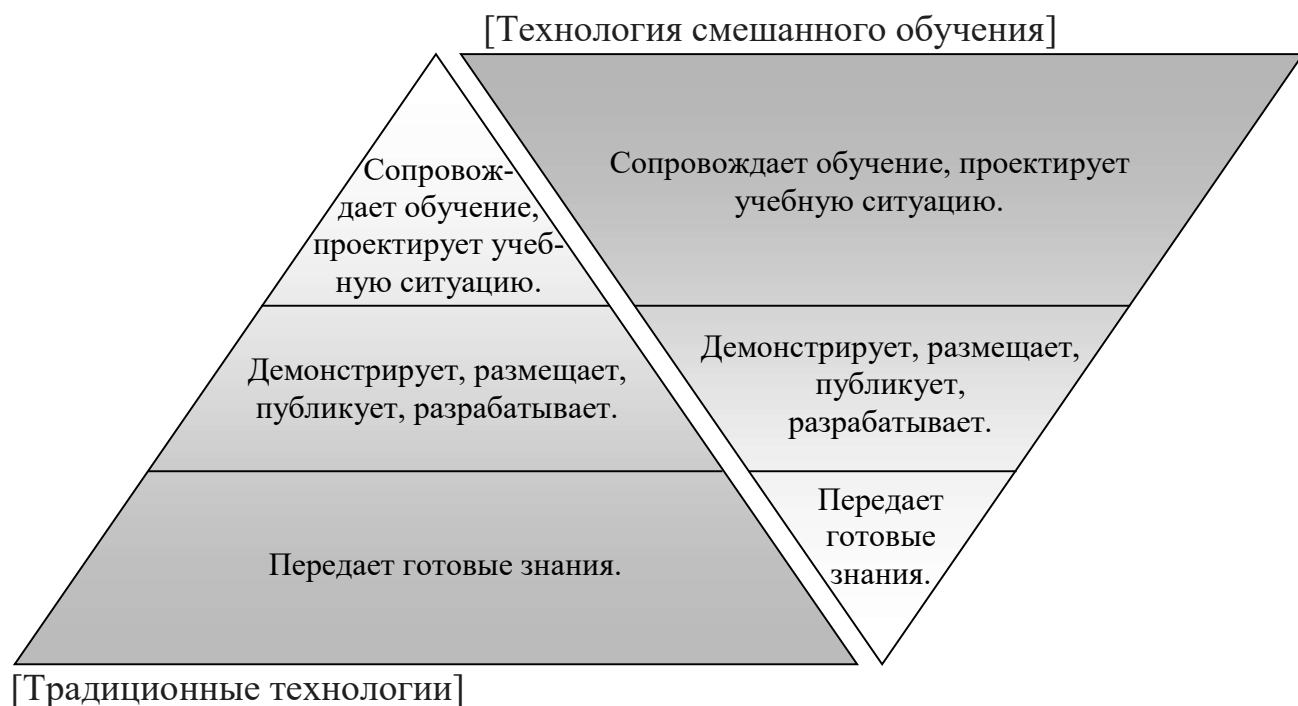 [Технология смешанного обучения]
Сопровож-
дает обучение,
проектирует учеб-
ную ситуацию.
Сопровождает обучение, проектирует
учебную ситуацию.
Демонстрирует, размещает,
публикует, разрабатывает.
Демонстрирует, размещает,
публикует,
разрабатывает.
Передает готовые знания.
Передает
готовые
знания.
[Традиционные технологии]